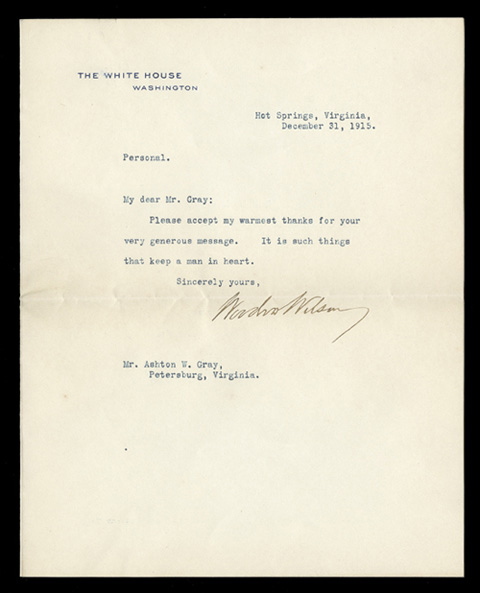 THE WHITE HOUSE
WASHINGTON
Hot Springs, Virginia,
December 31, 1915.
Personal.
My dear Mr. Gray:
Please accept my warmest thanks for your
very generous message. It is such things
that keep a man in heart.
Sincerely yours,
Woodrow Wilson
Mr. Ashton W. Gray,
Petersburg, Virginia.